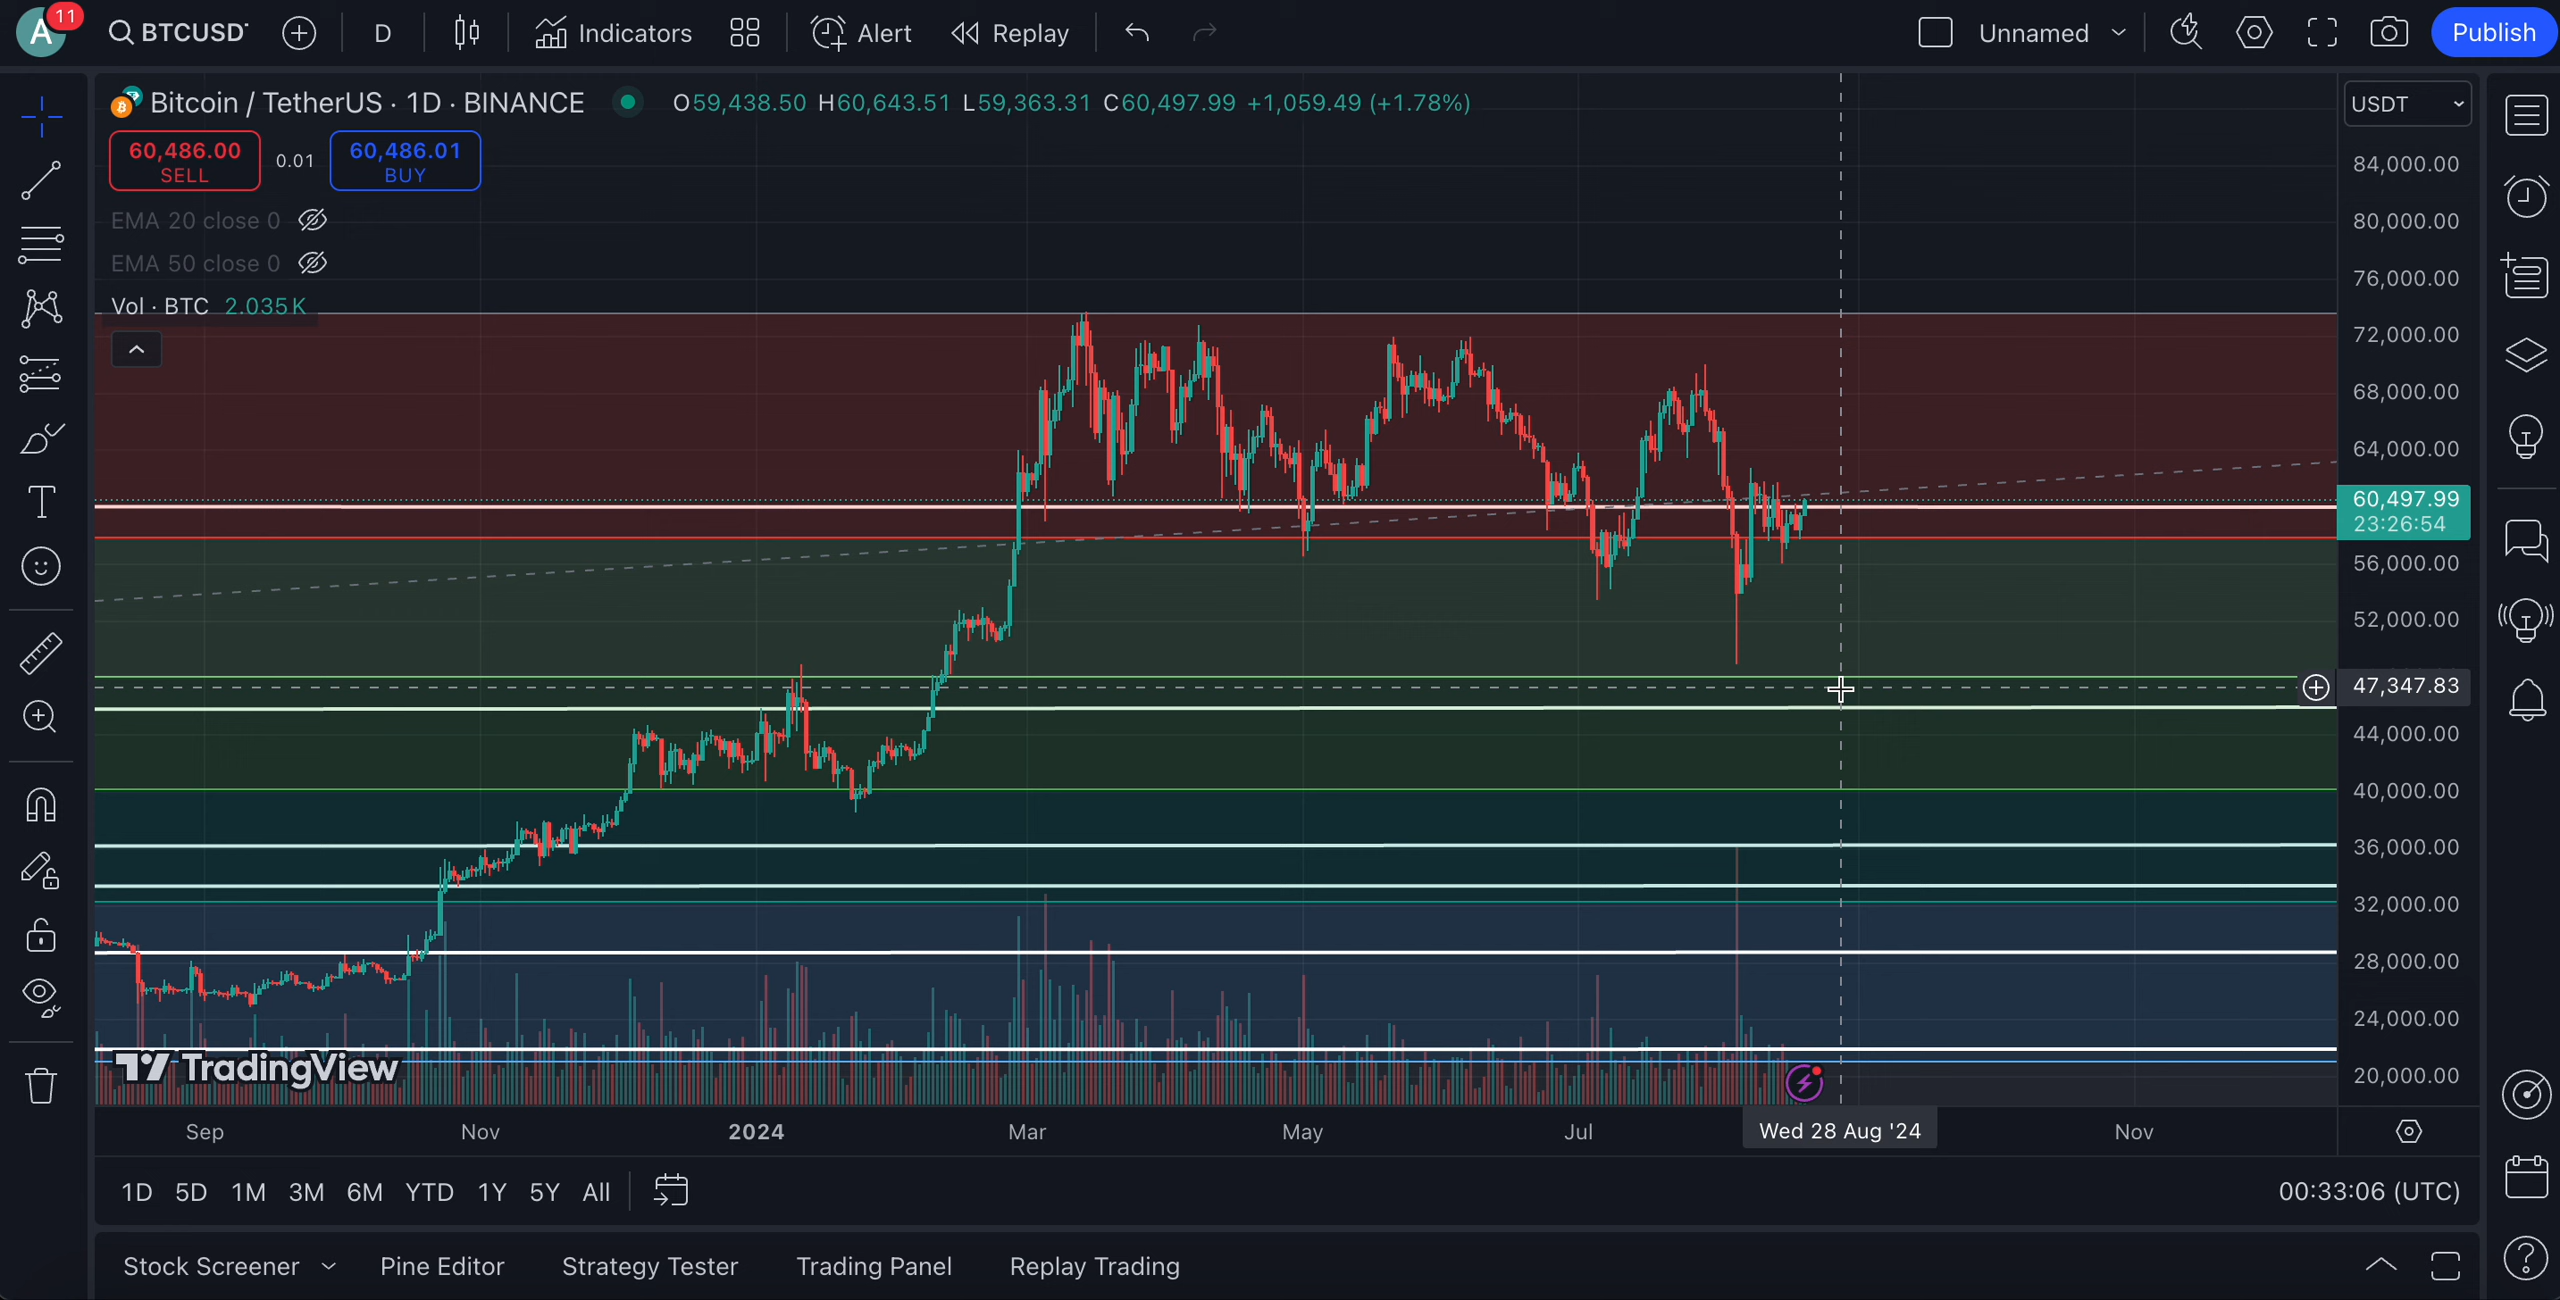 A 11 BTCUSD D Indicators Alert Replay Unnamed Publish
Bitcoin / TetherUS · 1D · BINANCE O59,438.50 H60,643.51 L59,363.31 C60,497.99 +1,059.49 (+1.78%) USDT
60,486.00 0.01 60,486.01
SELL BUY
EMA 20 close 0
EMA 50 close 0
Vol · BTC 2.035K
84,000.00
80,000.00
76,000.00
72,000.00
68,000.00
64,000.00
60,497.99
23:26:54
56,000.00
52,000.00
47,347.83
44,000.00
40,000.00
36,000.00
32,000.00
28,000.00
24,000.00
20,000.00
TradingView
Sep Nov 2024 Mar May Jul Wed 28 Aug '24 Nov
1D 5D 1M 3M 6M YTD 1Y 5Y All 00:33:06 (UTC)
Stock Screener Pine Editor Strategy Tester Trading Panel Replay Trading